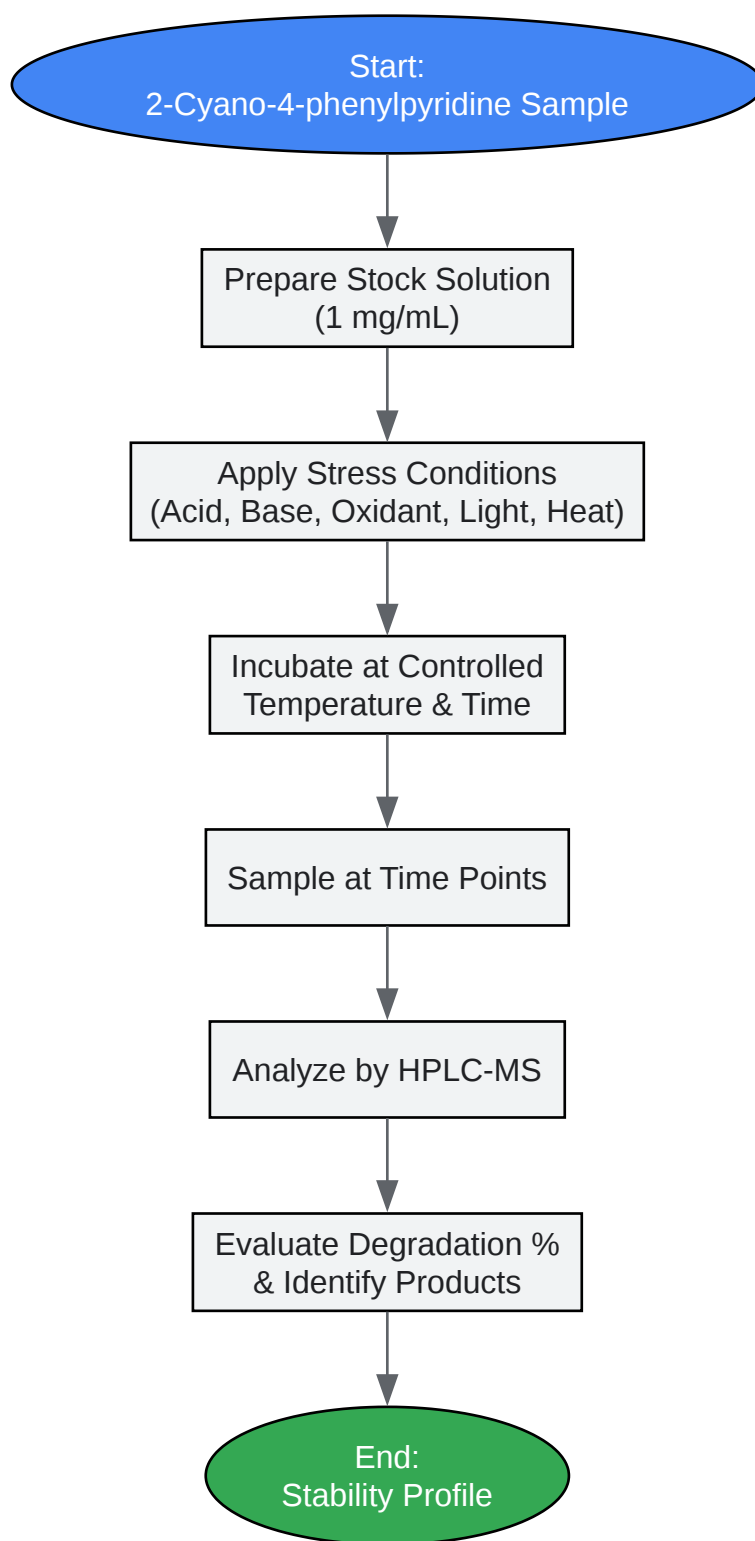 Start:
2-Cyano-4-phenylpyridine Sample
Prepare Stock Solution
(1 mg/mL)
Apply Stress Conditions
(Acid, Base, Oxidant, Light, Heat)
Incubate at Controlled
Temperature & Time
Sample at Time Points
Analyze by HPLC-MS
Evaluate Degradation %
& Identify Products
End:
Stability Profile